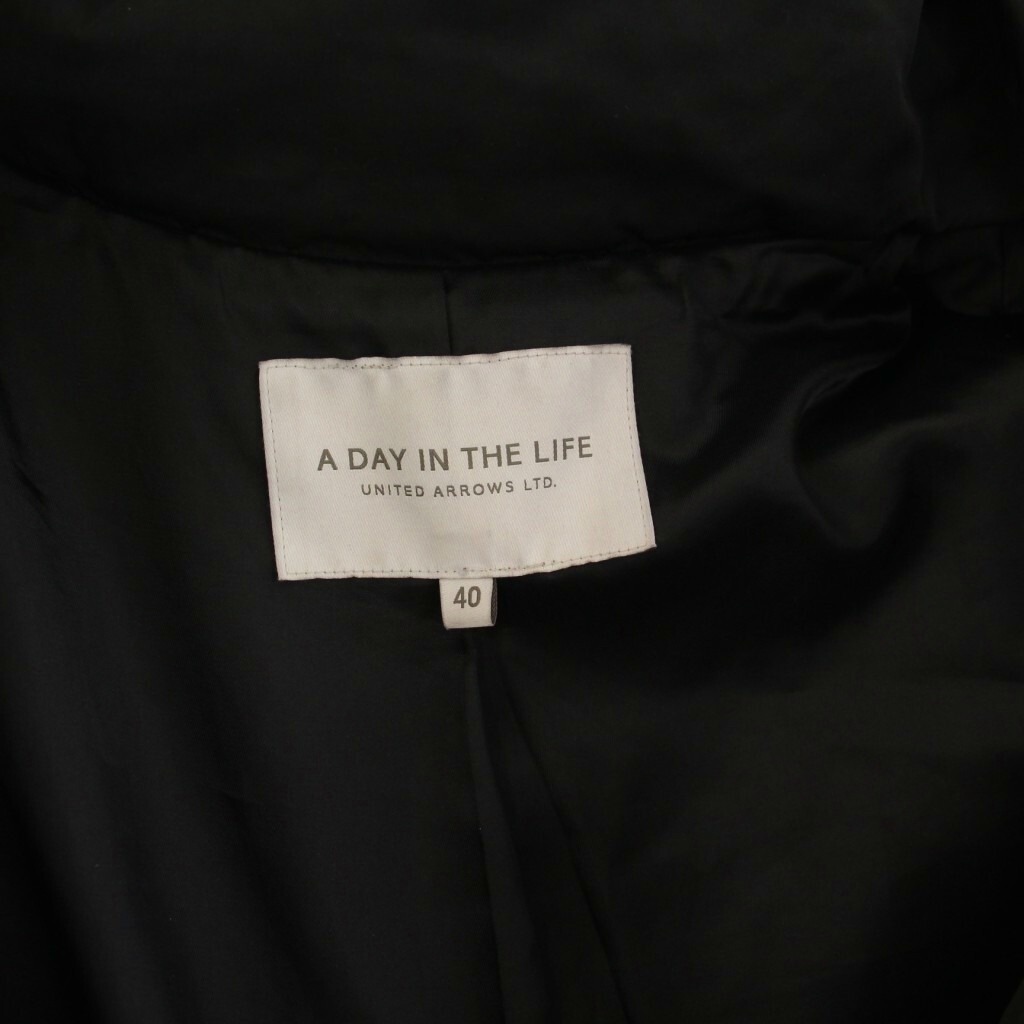 A DAY IN THE LIFE
UNITED ARROWS LTD.
40